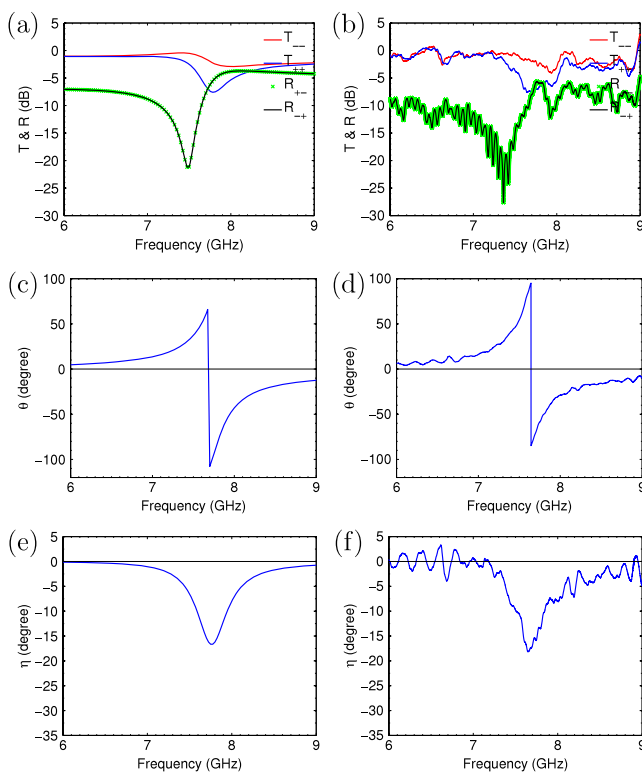 (a)
T & R (dB)
5
0
−5
−10
−15
−20
−25
−30
6 7 8 9
Frequency (GHz)
T−−
T++
R+−
R−+
(b)
T & R (dB)
5
0
−5
−10
−15
−20
−25
−30
6 7 8 9
Frequency (GHz)
T−−
T++
R+−
R−+
(c)
θ (degree)
100
50
0
−50
−100
6 7 8 9
Frequency (GHz)
(d)
θ (degree)
100
50
0
−50
−100
6 7 8 9
Frequency (GHz)
(e)
η (degree)
5
0
−5
−10
−15
−20
−25
−30
−35
6 7 8 9
Frequency (GHz)
(f)
η (degree)
5
0
−5
−10
−15
−20
−25
−30
−35
6 7 8 9
Frequency (GHz)